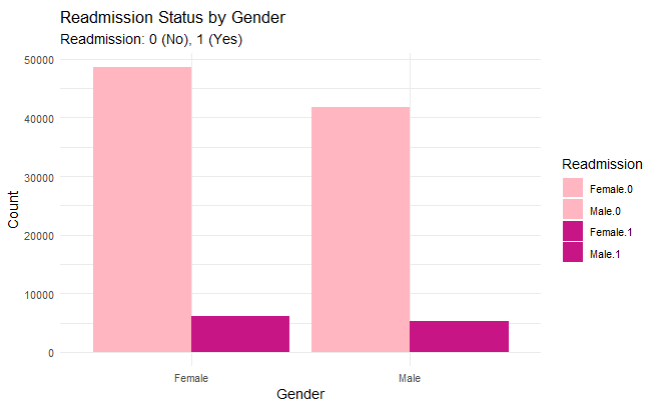 Readmission Status by Gender
Readmission: 0 (No), 1 (Yes)
50000
40000
30000
20000
10000
0
Count
Female
Male
Gender
Readmission
Female.0
Male.0
Female.1
Male.1